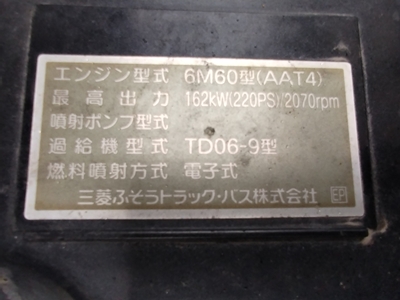 エンジン型式 6M60型(AAT4)
最高出力 162kW(220PS)/2070rpm
噴射ポンプ型式
過給機型式 TD06-9型
燃料噴射方式 電子式
三菱ふそうトラック・バス株式会社 EF